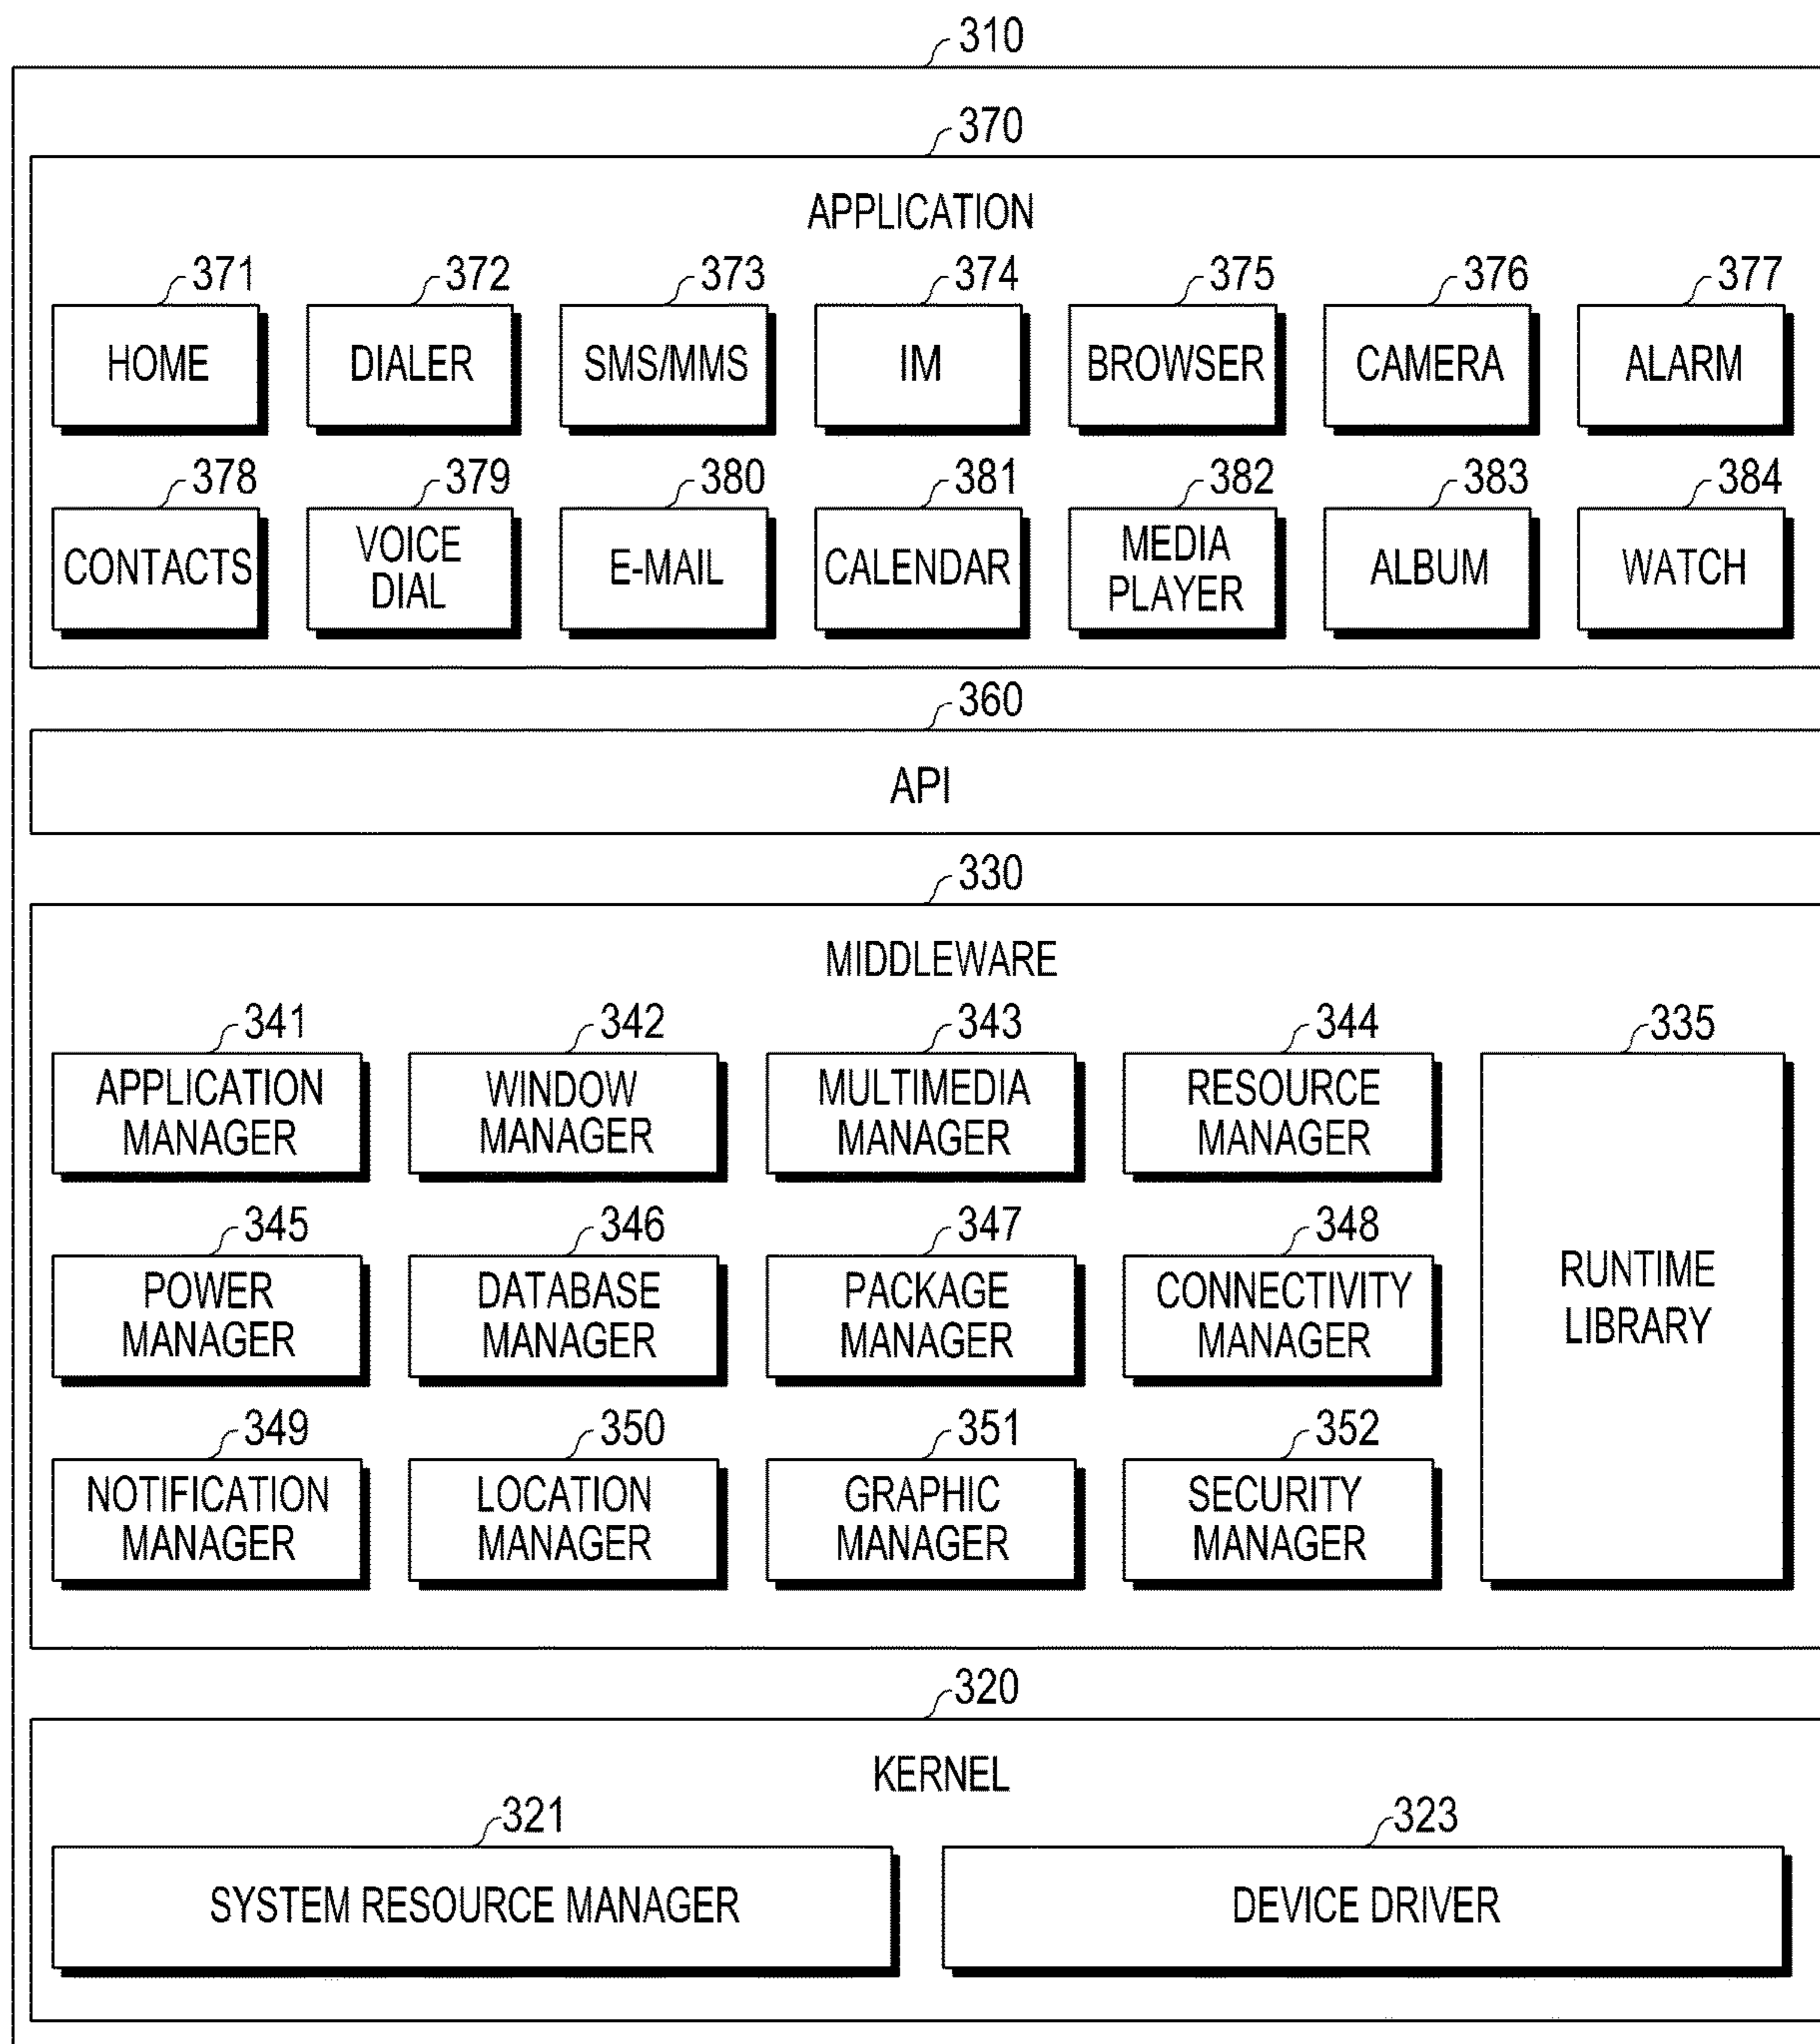 310
370
APPLICATION
371 372 373 374 375 376 377
HOME DIALER SMS/MMS IM BROWSER CAMERA ALARM
378 379 380 381 382 383 384
CONTACTS
VOICE
DIAL
E-MAIL
CALENDAR
MEDIA
PLAYER
ALBUM
WATCH
360
API
330
MIDDLEWARE
341 342 343 344 335
APPLICATION
MANAGER
WINDOW
MANAGER
MULTIMEDIA
MANAGER
RESOURCE
MANAGER
RUNTIME
LIBRARY
345 346 347 348
POWER
MANAGER
DATABASE
MANAGER
PACKAGE
MANAGER
CONNECTIVITY
MANAGER
349 350 351 352
NOTIFICATION
MANAGER
LOCATION
MANAGER
GRAPHIC
MANAGER
SECURITY
MANAGER
320
KERNEL
321 323
SYSTEM RESOURCE MANAGER DEVICE DRIVER